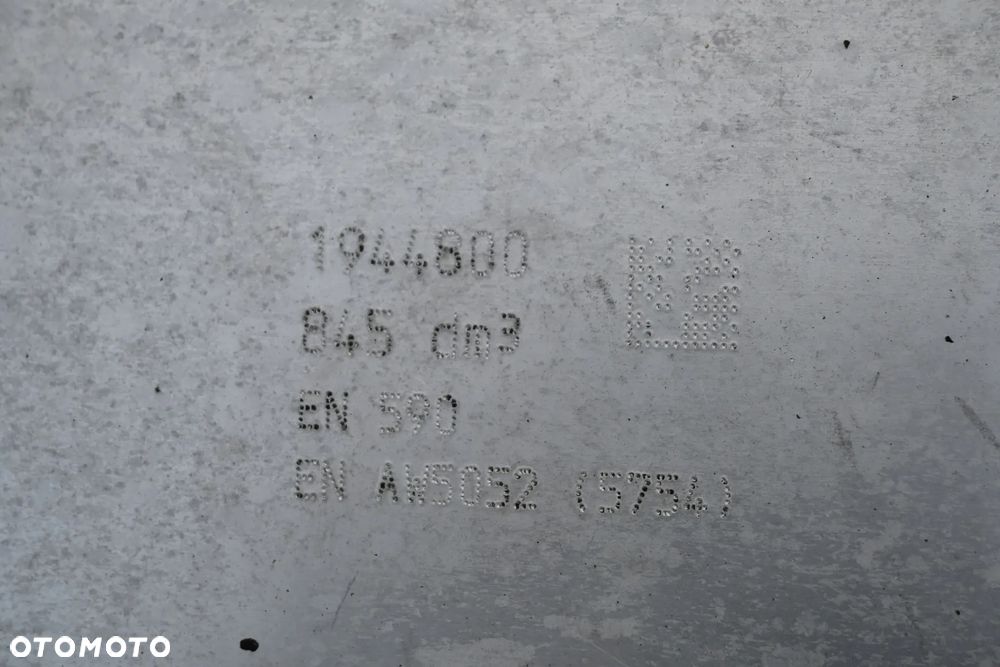 1944800
845 dm³
EN 590
EN AW5052 (5754)
OTOMOTO